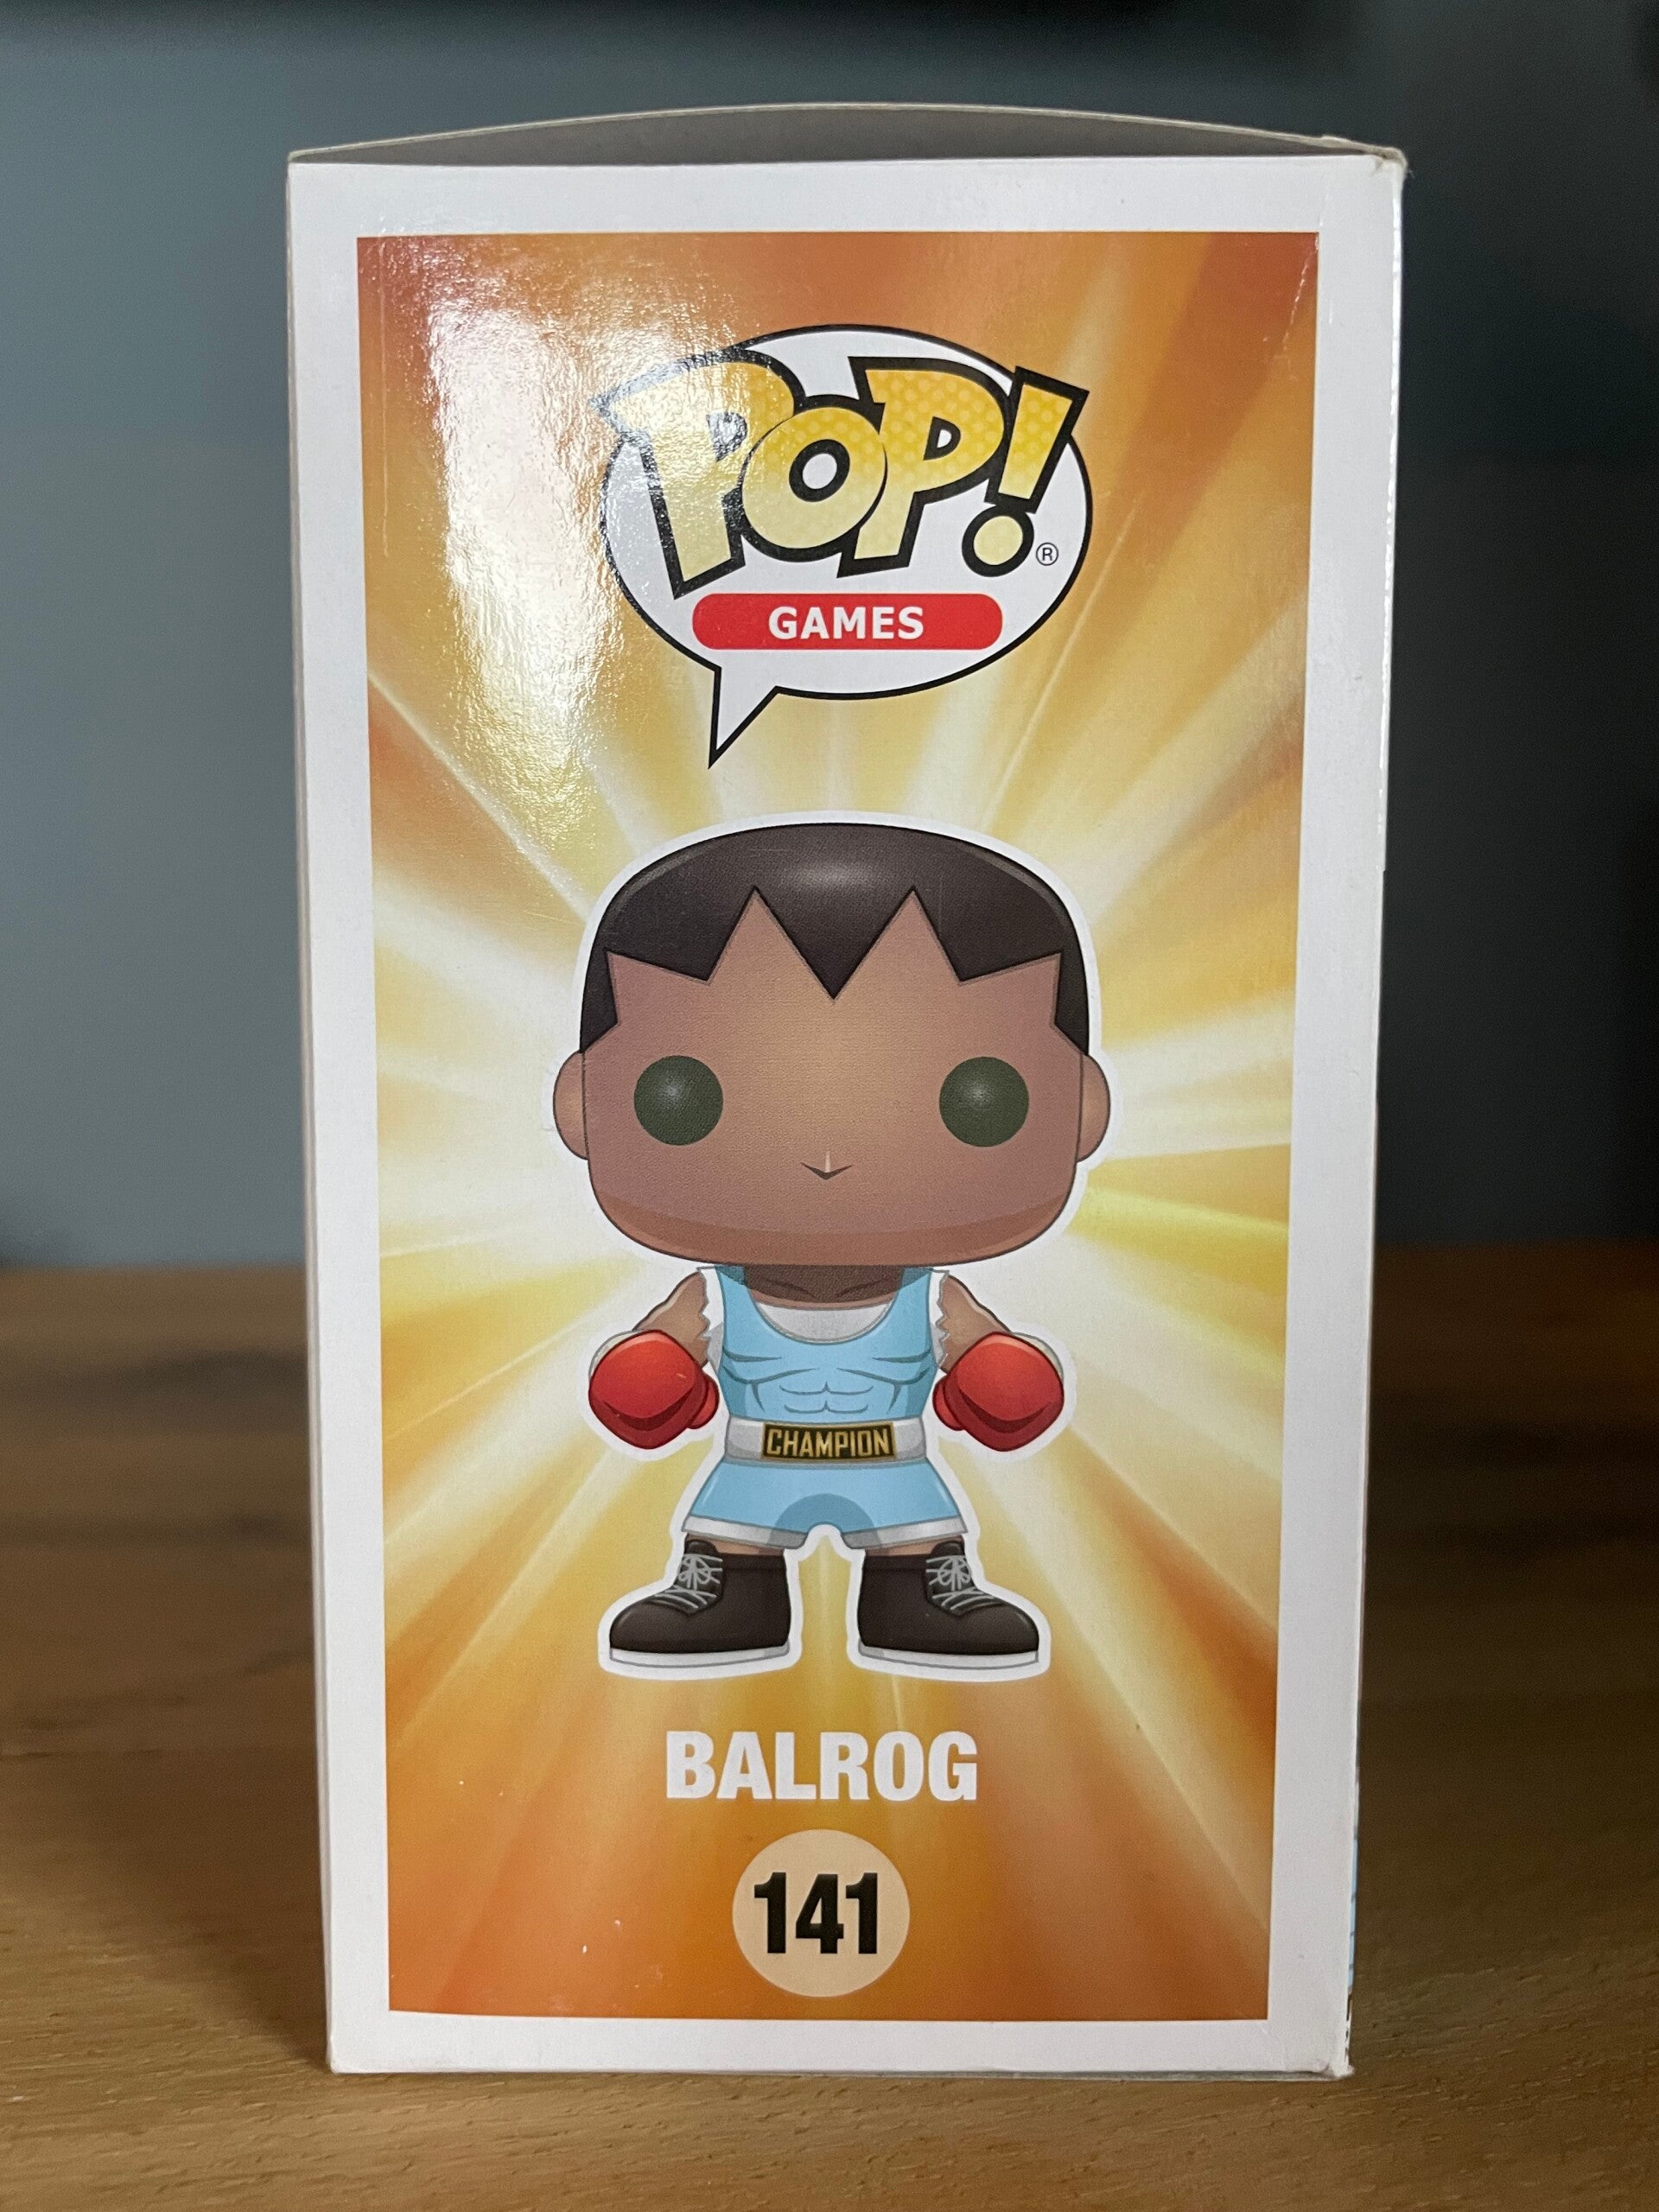 POP!®
GAMES
CHAMPION
BALROG
141